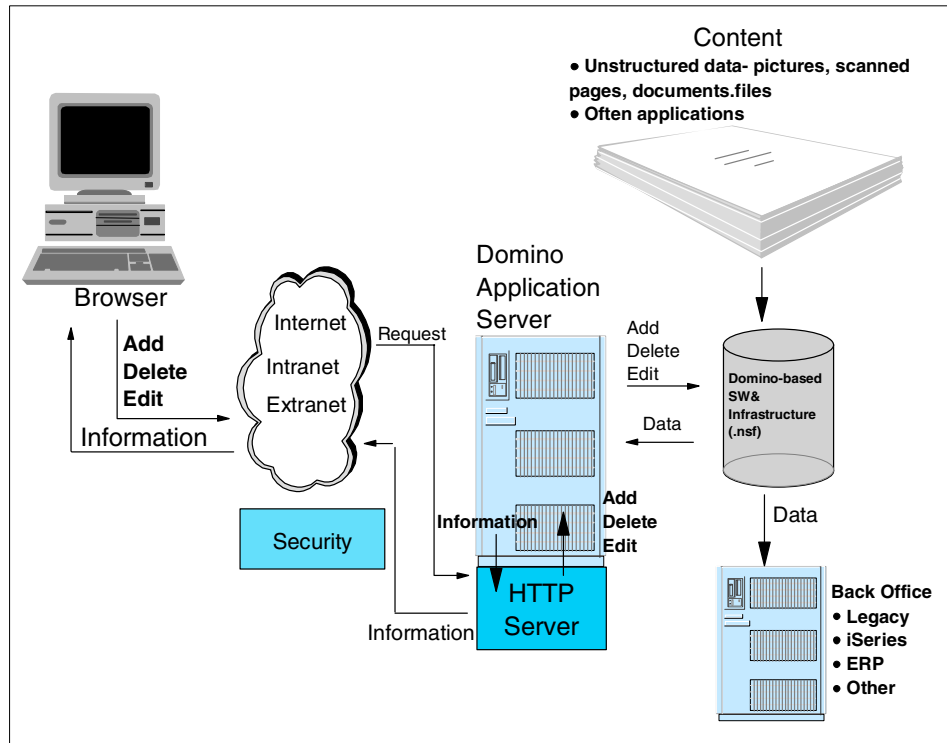 Content
● Unstructured data- pictures, scanned
pages, documents.files
● Often applications
Browser
Add
Delete
Edit
Information
Internet
Intranet
Extranet
Security
Request
Information
Domino
Application
Server
Information
Add
Delete
Edit
HTTP
Server
Add
Delete
Edit
Data
Domino-based
SW&
Infrastructure
(.nsf)
Data
Back Office
● Legacy
● iSeries
● ERP
● Other